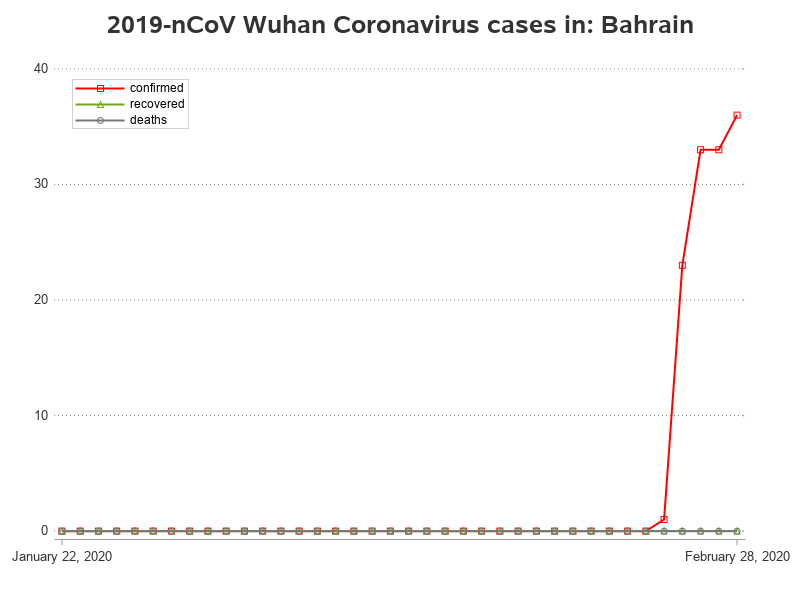 2019-nCoV Wuhan Coronavirus cases in: Bahrain
40
confirmed
recovered
deaths
30
20
10
0
January 22, 2020
February 28, 2020